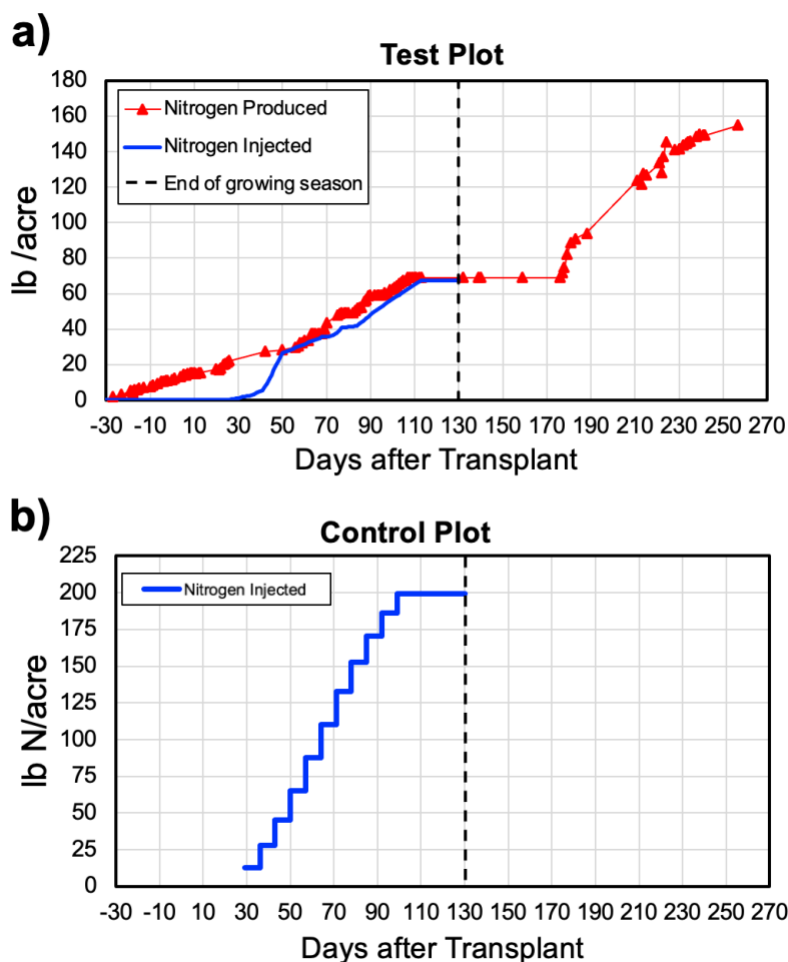 a)
Test Plot
180
160
140
120
100
80
60
40
20
0
lb /acre
Nitrogen Produced
Nitrogen Injected
End of growing season
-30 -10 10 30 50 70 90 110 130 150 170 190 210 230 250 270
Days after Transplant
b)
Control Plot
225
200
175
150
125
100
75
50
25
0
lb N/acre
Nitrogen Injected
-30 -10 10 30 50 70 90 110 130 150 170 190 210 230 250 270
Days after Transplant